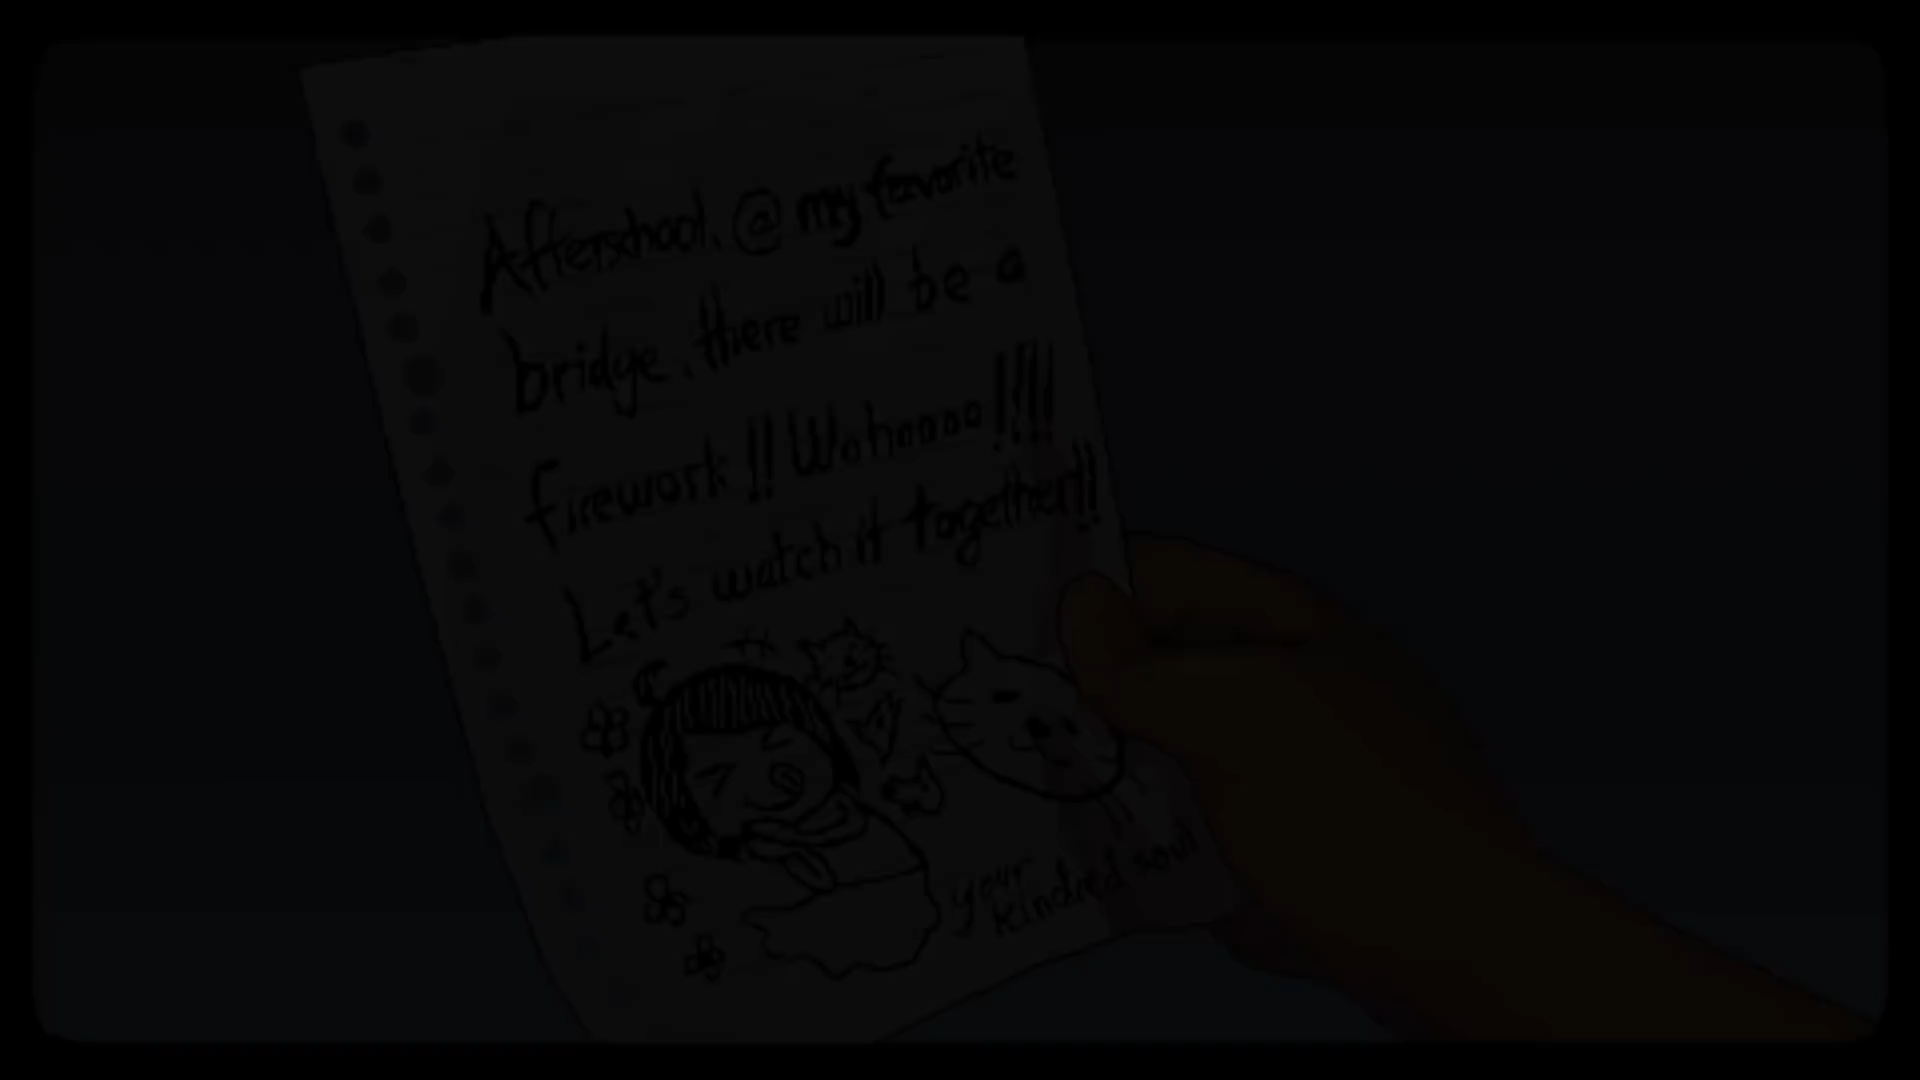 Afterschool, @ my favorite
bridge, there will be a
firework!! Wohoooo!!!!
Let's watch it together!!
your
kindred soul